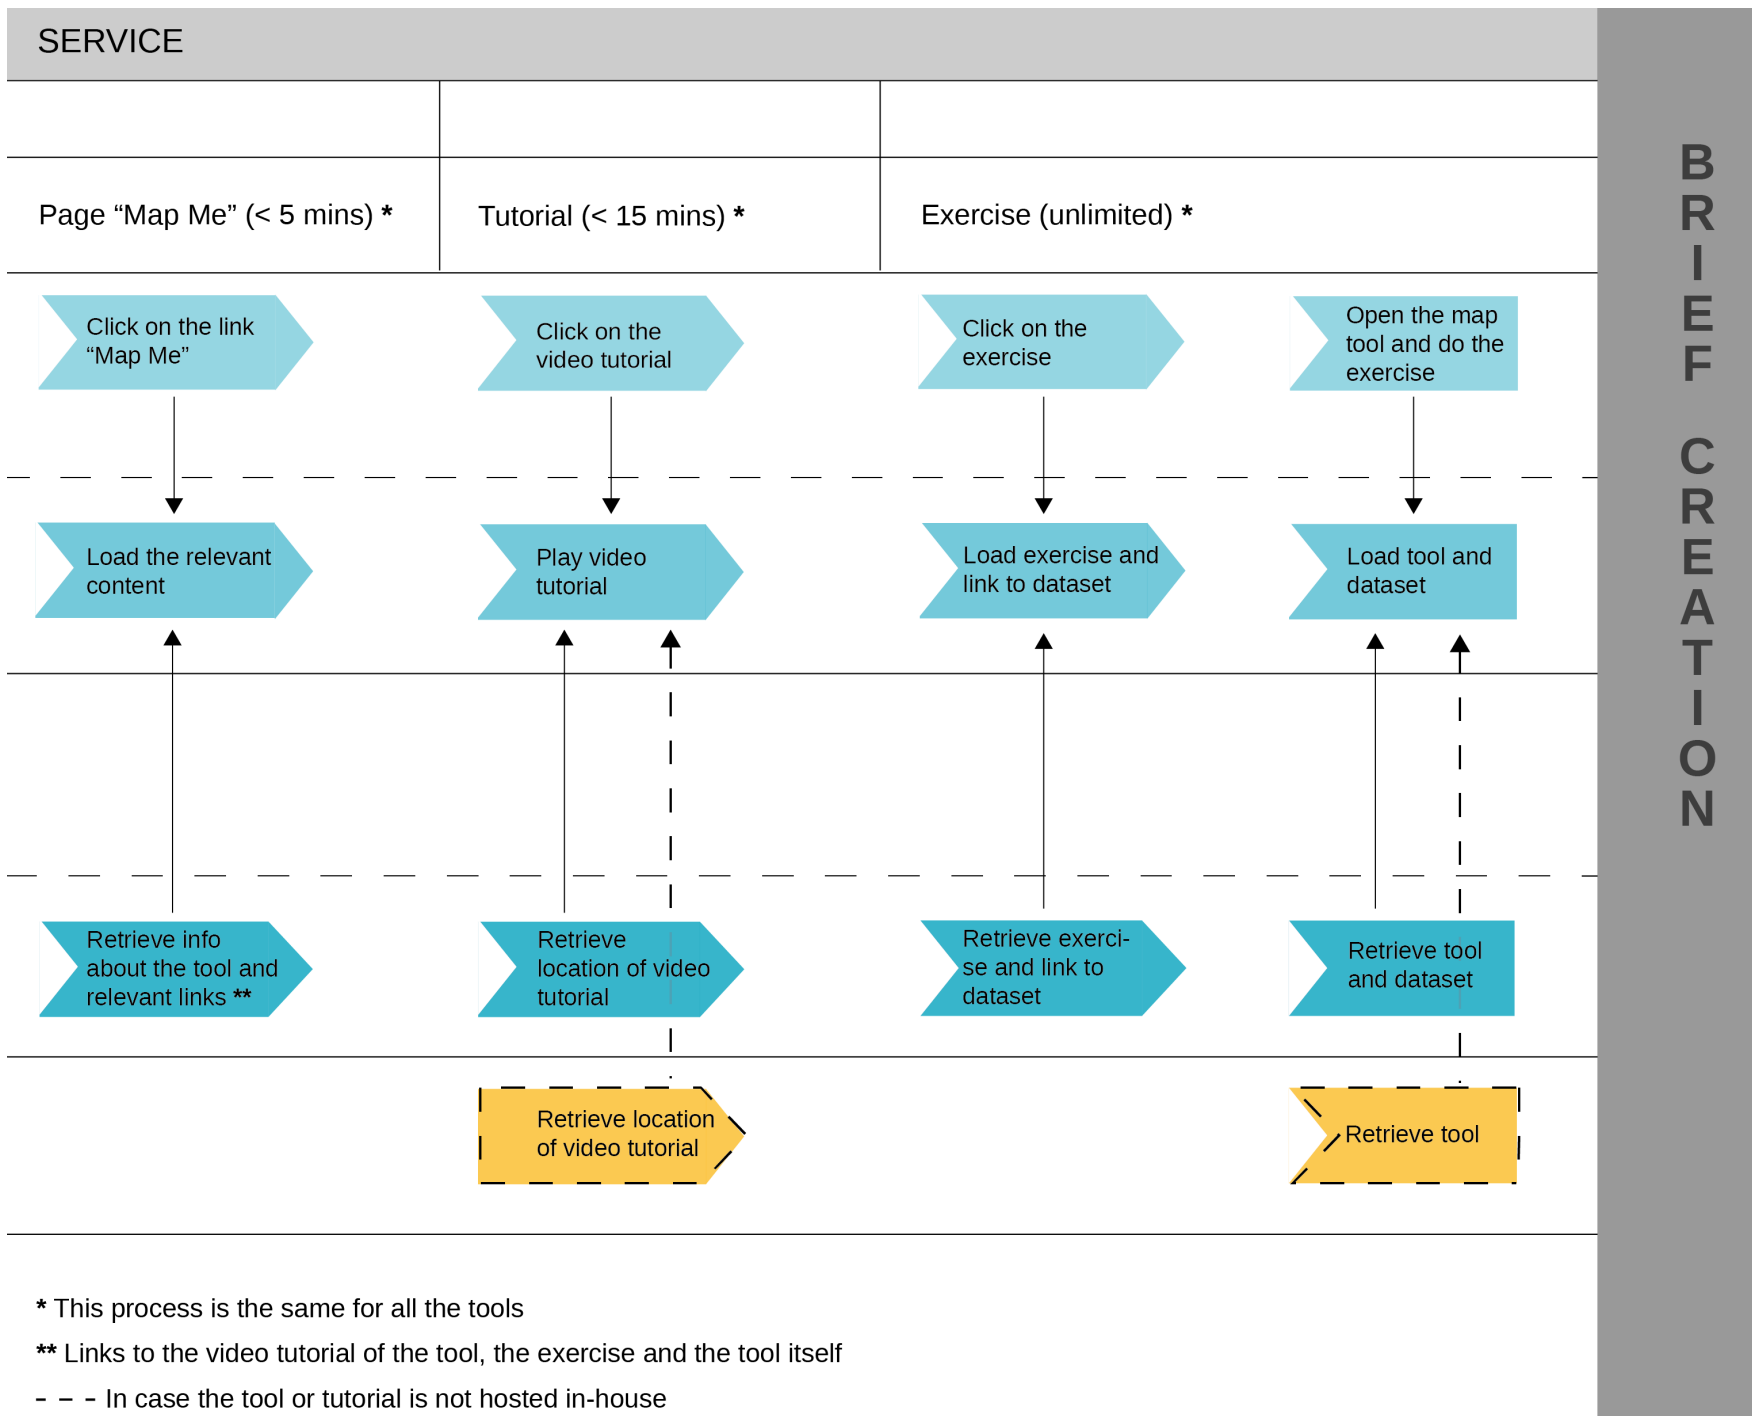 SERVICE
Page “Map Me” (< 5 mins) *
Tutorial (< 15 mins) *
Exercise (unlimited) *
Click on the link
“Map Me”
Click on the
video tutorial
Click on the
exercise
Open the map
tool and do the
exercise
Load the relevant
content
Play video
tutorial
Load exercise and
link to dataset
Load tool and
dataset
Retrieve info
about the tool and
relevant links **
Retrieve
location of video
tutorial
Retrieve exerci-
se and link to
dataset
Retrieve tool
and dataset
Retrieve location
of video tutorial
Retrieve tool
* This process is the same for all the tools
** Links to the video tutorial of the tool, the exercise and the tool itself
– – – In case the tool or tutorial is not hosted in-house
BRIEF CREATION